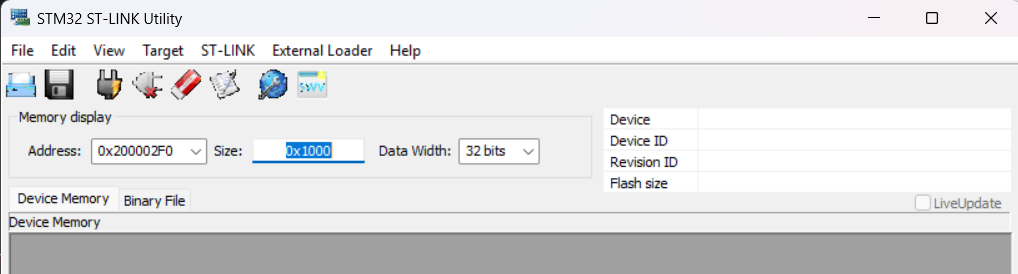 STM32 ST-LINK Utility
File Edit View Target ST-LINK External Loader Help
SWV
Memory display
Address: 0x200002F0 Size: 0x1000 Data Width: 32 bits
Device
Device ID
Revision ID
Flash size
Device Memory Binary File
LiveUpdate
Device Memory